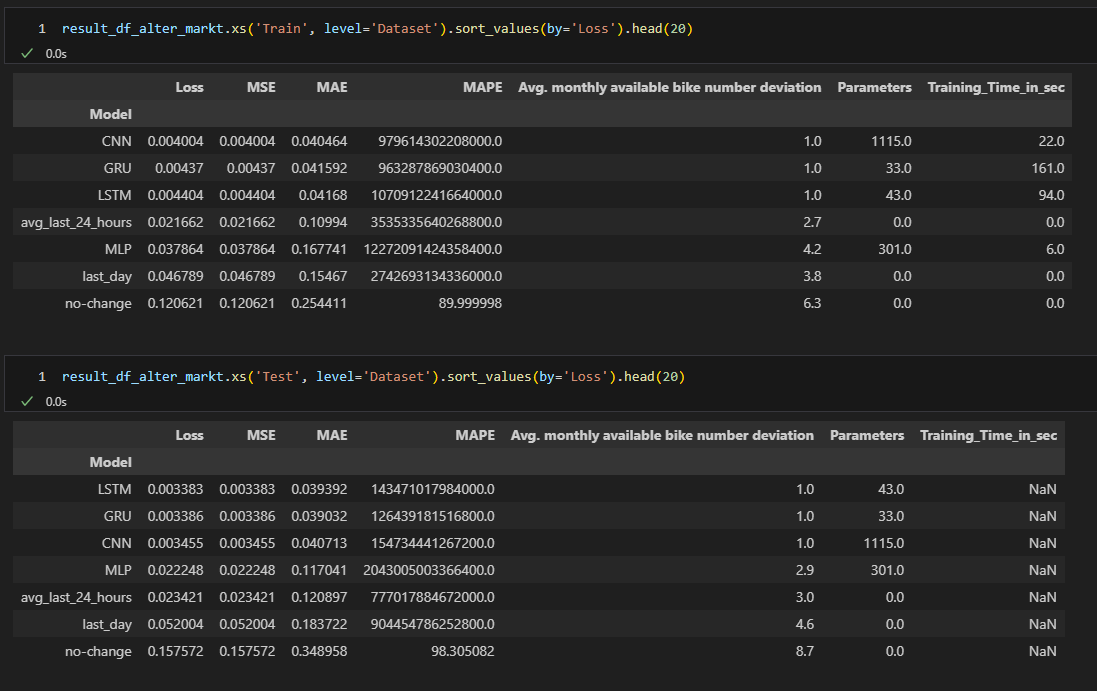 1 result_df_alter_markt.xs('Train', level='Dataset').sort_values(by='Loss').head(20)
0.0s
Loss MSE MAE MAPE Avg. monthly available bike number deviation Parameters Training_Time_in_sec
Model
CNN 0.004004 0.004004 0.040464 979614302208000.0 1.0 1115.0 22.0
GRU 0.00437 0.00437 0.041592 963287869030400.0 1.0 33.0 161.0
LSTM 0.004404 0.004404 0.04168 1070912241664000.0 1.0 43.0 94.0
avg_last_24_hours 0.021662 0.021662 0.10994 3535335640268800.0 2.7 0.0 0.0
MLP 0.037864 0.037864 0.167741 12272091424358400.0 4.2 301.0 6.0
last_day 0.046789 0.046789 0.15467 2742693134336000.0 3.8 0.0 0.0
no-change 0.120621 0.120621 0.254411 89.999998 6.3 0.0 0.0
1 result_df_alter_markt.xs('Test', level='Dataset').sort_values(by='Loss').head(20)
0.0s
Loss MSE MAE MAPE Avg. monthly available bike number deviation Parameters Training_Time_in_sec
Model
LSTM 0.003383 0.003383 0.039392 143471017984000.0 1.0 43.0 NaN
GRU 0.003386 0.003386 0.039032 126439181516800.0 1.0 33.0 NaN
CNN 0.003455 0.003455 0.040713 154734441267200.0 1.0 1115.0 NaN
MLP 0.022248 0.022248 0.117041 2043005003366400.0 2.9 301.0 NaN
avg_last_24_hours 0.023421 0.023421 0.120897 777017884672000.0 3.0 0.0 NaN
last_day 0.052004 0.052004 0.183722 904454786252800.0 4.6 0.0 NaN
no-change 0.157572 0.157572 0.348958 98.305082 8.7 0.0 NaN